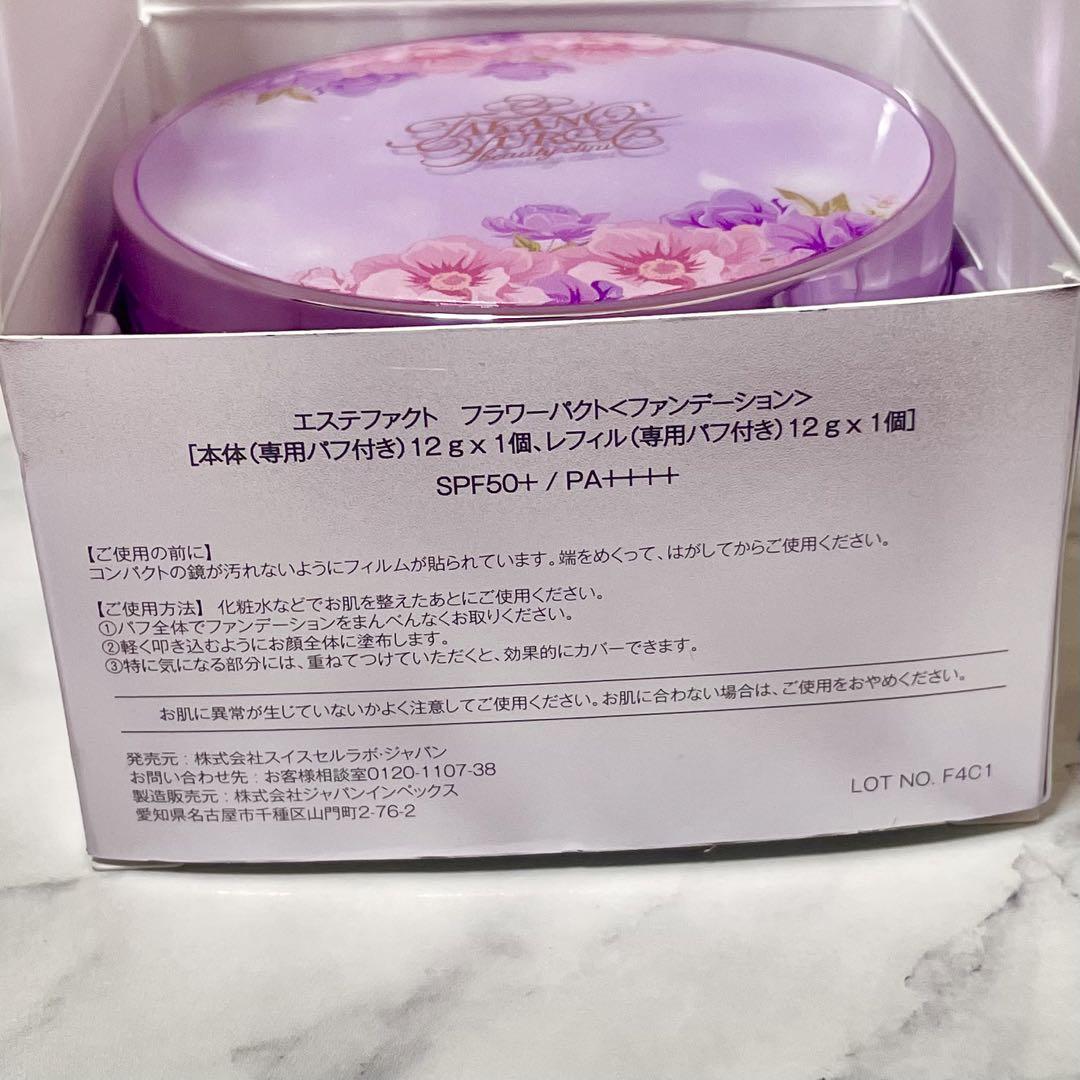 TAKANO
YURI
Beauty Clinic
エステファクト　フラワーパクト<ファンデーション>
[本体(専用パフ付き)12ｇx 1個、レフィル(専用パフ付き)12ｇx 1個]
SPF50+ / PA++++
【ご使用の前に】
コンパクトの鏡が汚れないようにフィルムが貼られています。端をめくって、はがしてからご使用ください。
【ご使用方法】 化粧水などでお肌を整えたあとにご使用ください。
①パフ全体でファンデーションをまんべんなくお取りください。
②軽く叩き込むようにお顔全体に塗布します。
③特に気になる部分には、重ねてつけていただくと、効果的にカバーできます。
お肌に異常が生じていないかよく注意してご使用ください。お肌に合わない場合は、ご使用をおやめください。
発売元：株式会社スイスセルラボ・ジャパン
お問い合わせ先：お客様相談室0120-1107-38
製造販売元：株式会社ジャパンインベックス
愛知県名古屋市千種区山門町2-76-2
LOT NO. F4C1